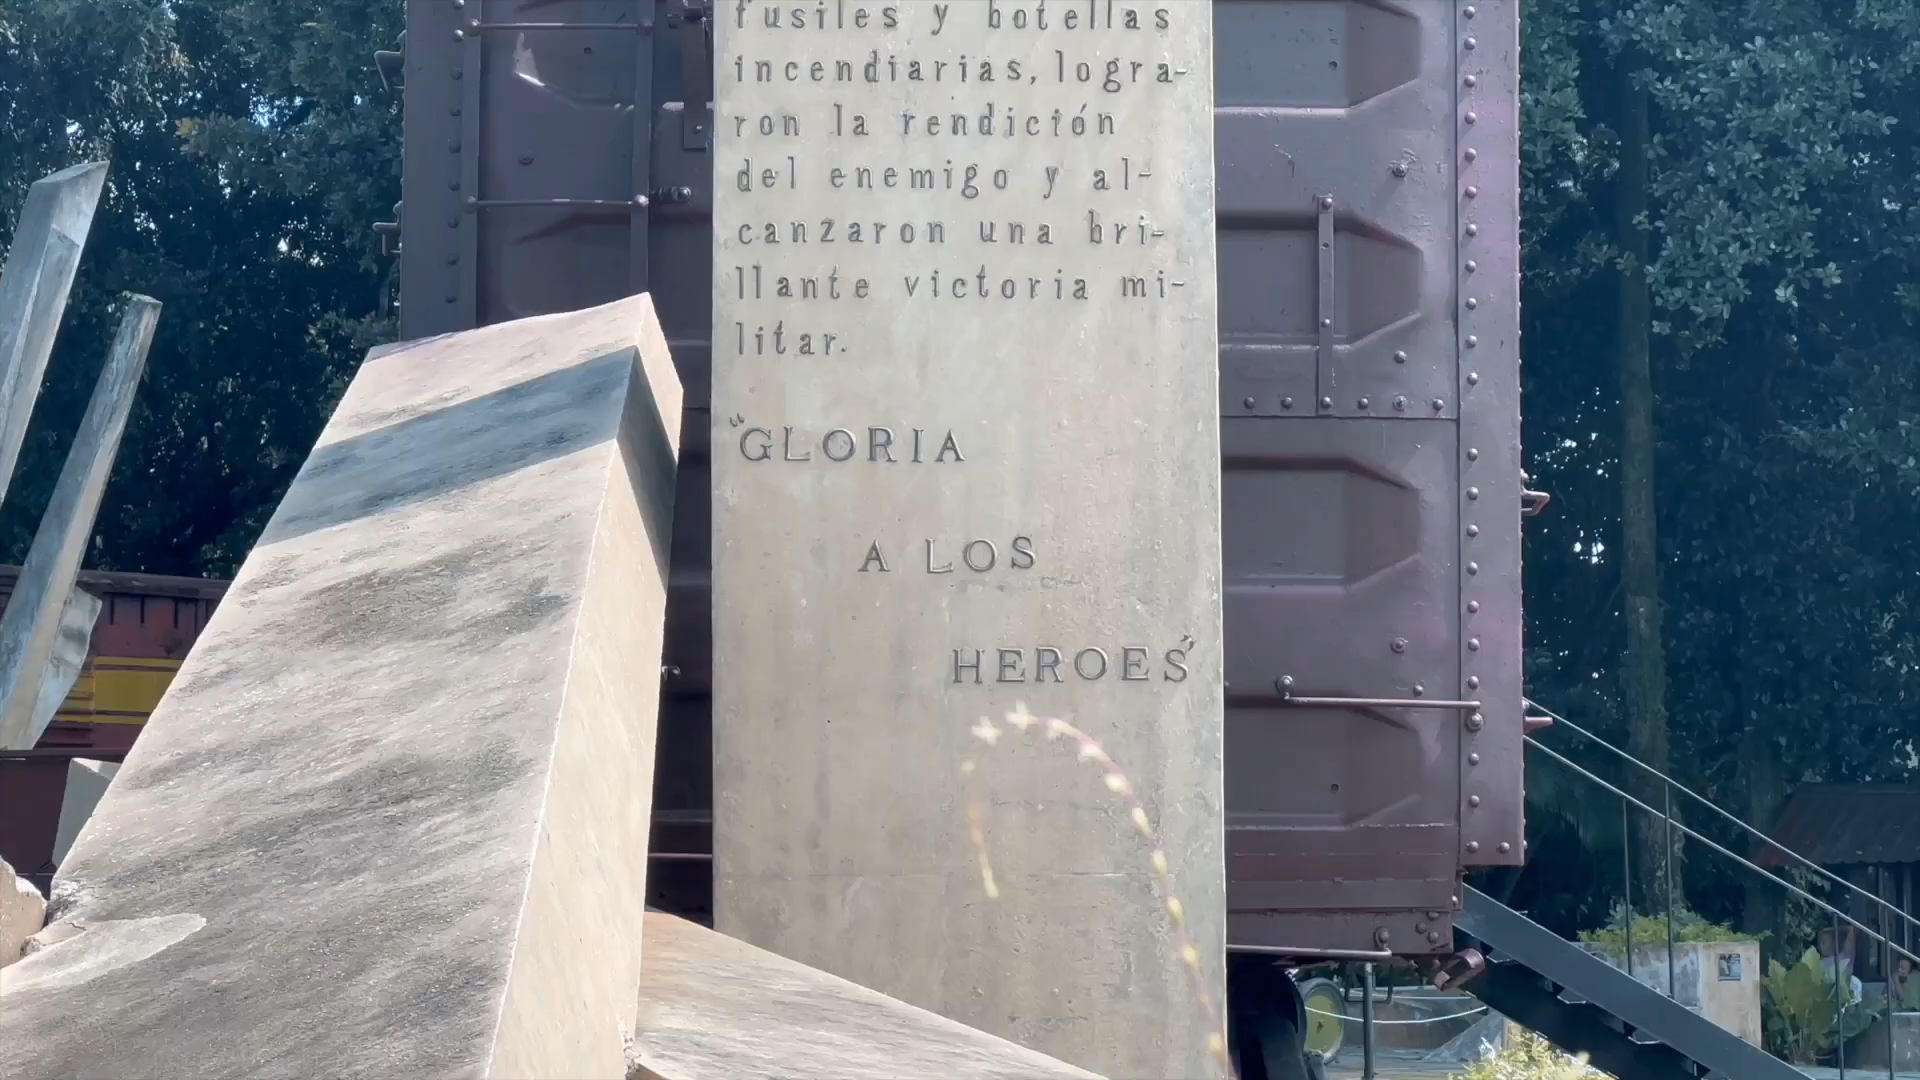 fusiles y botellas
incendiarias, logra-
ron la rendición
del enemigo y al-
canzaron una bri-
llante victoria mi-
litar.
"GLORIA
A LOS
HEROES"